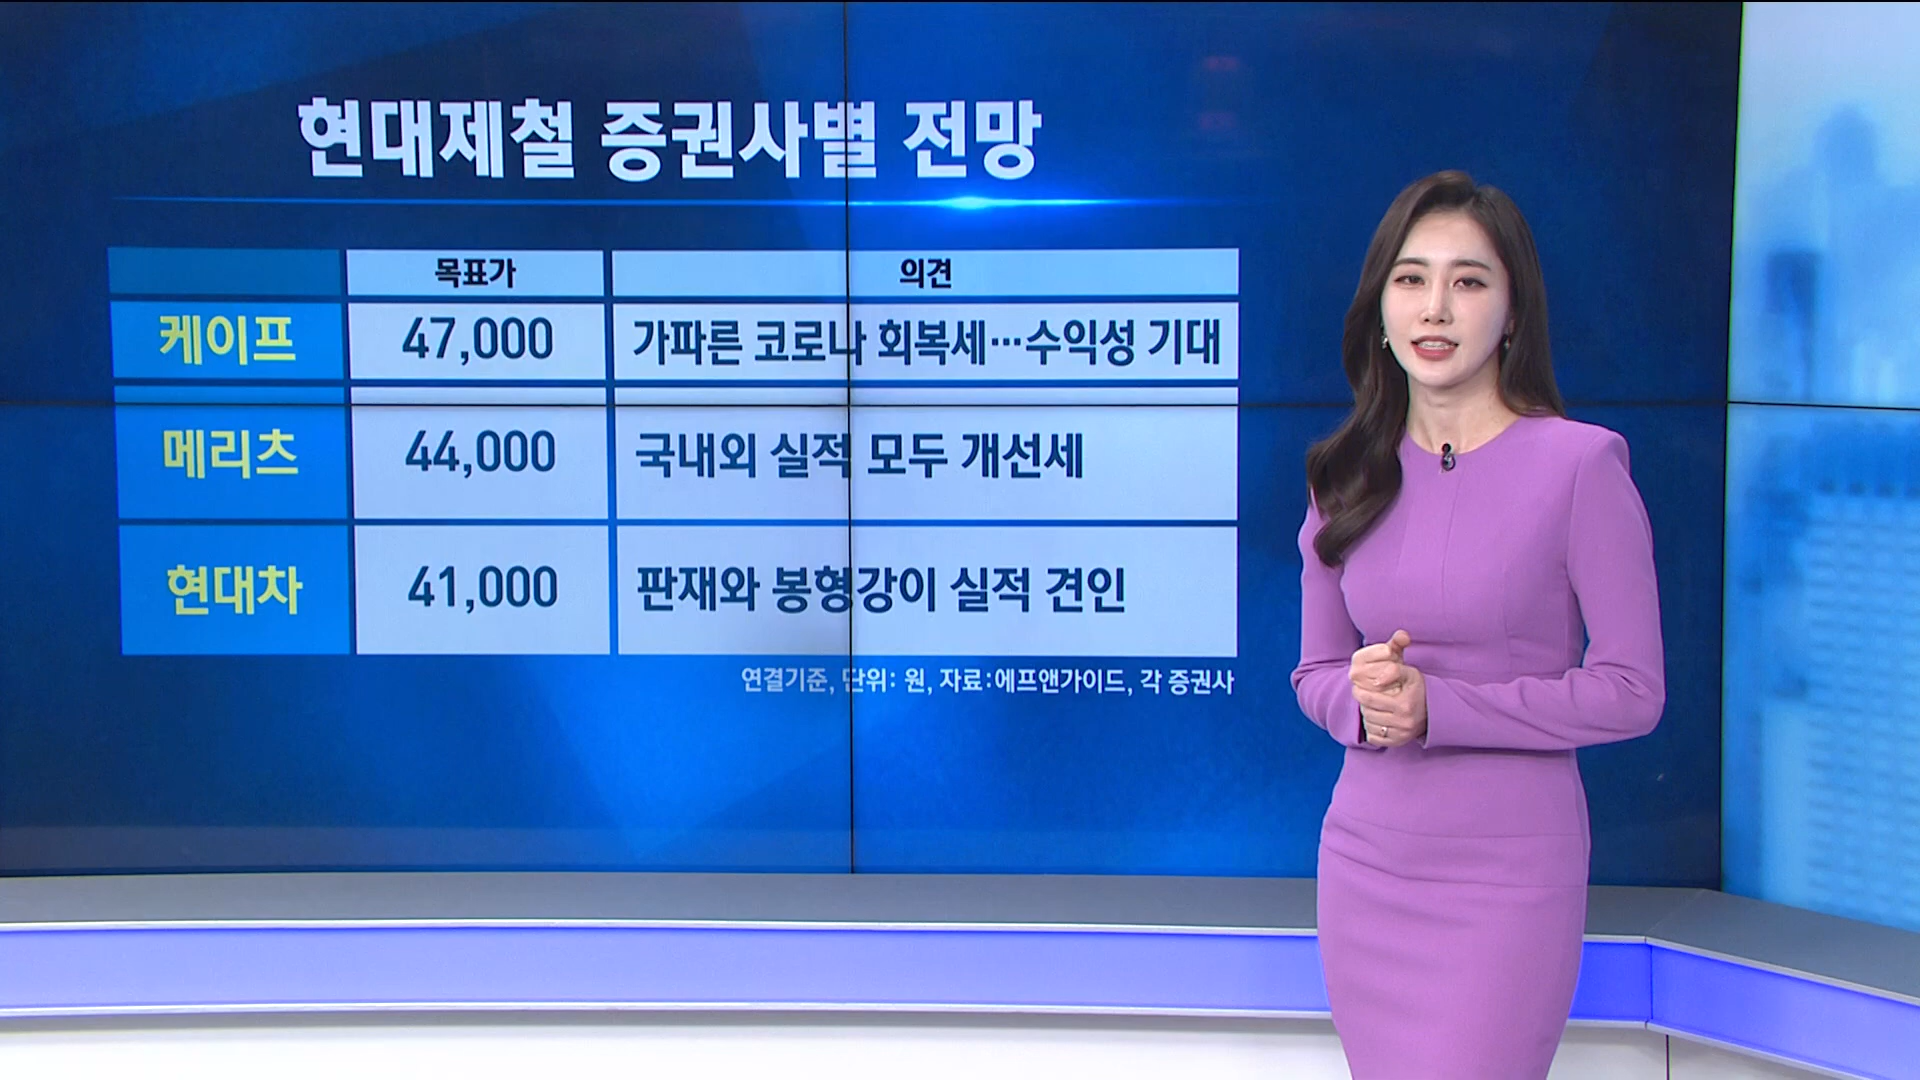 현대제철 증권사별 전망
목표가 의견
케이프 47,000 가파른 코로나 회복세…수익성 기대
메리츠 44,000 국내외 실적 모두 개선세
현대차 41,000 판재와 봉형강이 실적 견인
연결기준, 단위: 원, 자료:에프앤가이드, 각 증권사